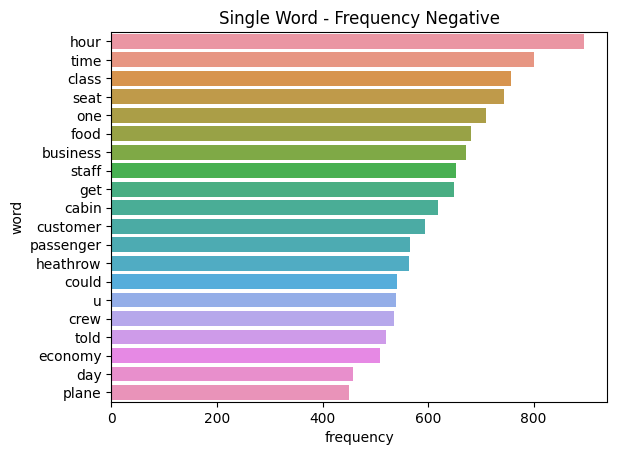 Single Word - Frequency Negative
hour
time
class
seat
one
food
business
staff
get
cabin
customer
passenger
heathrow
could
u
crew
told
economy
day
plane
word
0 200 400 600 800
frequency